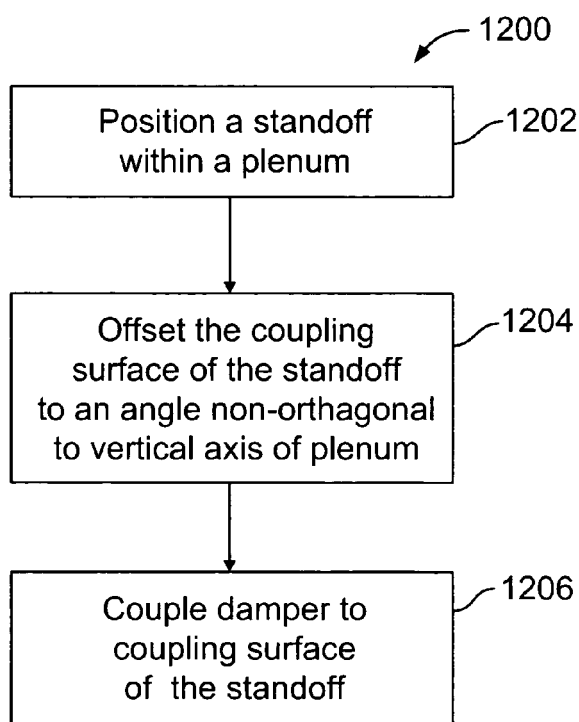 1200
Position a standoff
within a plenum
1202
Offset the coupling
surface of the standoff
to an angle non-orthagonal
to vertical axis of plenum
1204
Couple damper to
coupling surface
of the standoff
1206